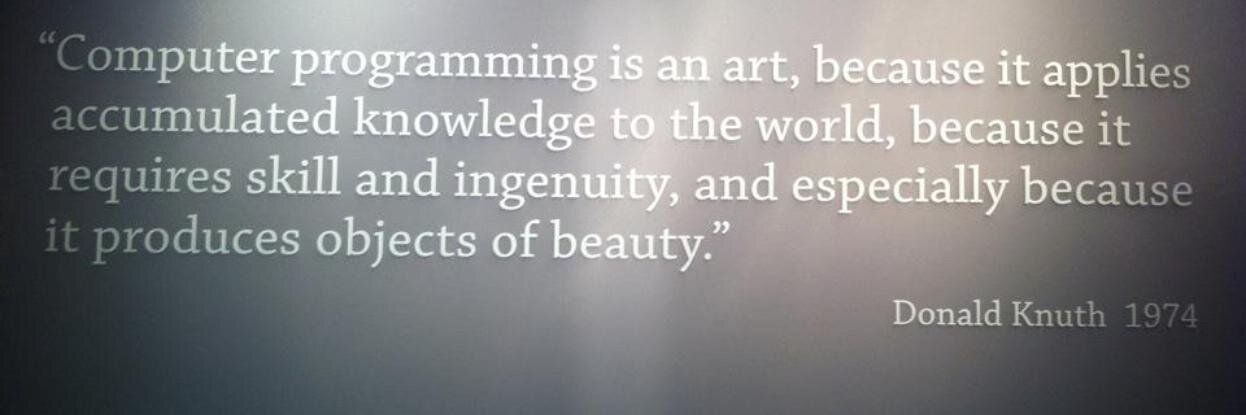 “Computer programming is an art, because it applies
accumulated knowledge to the world, because it
requires skill and ingenuity, and especially because
it produces objects of beauty.”
Donald Knuth 1974